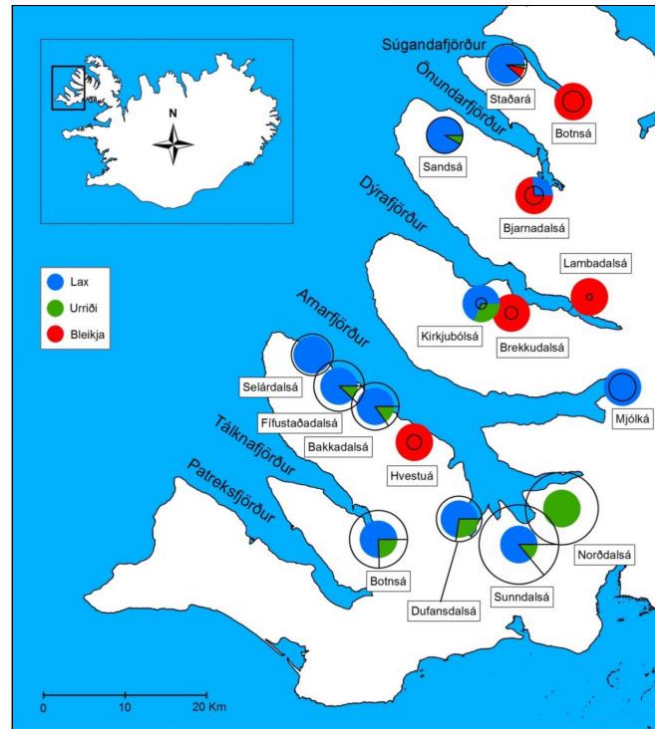 Súgandafjörður
Staðará
Önundarfjörður
Botnsá
N
Sandsá
Bjarnadalsá
Dýrafjörður
Lambadalsá
Lax
Urriði
Bleikja
Kirkjubólsá
Brekkudalsá
Arnarfjörður
Selárdalsá
Mjólká
Fífustaðadalsá
Bakkadalsá
Tálknafjörður
Hvestuá
Patreksfjörður
Norðdalsá
Botnsá
Sunndalsá
Dufansdalsá
0 10 20 Km